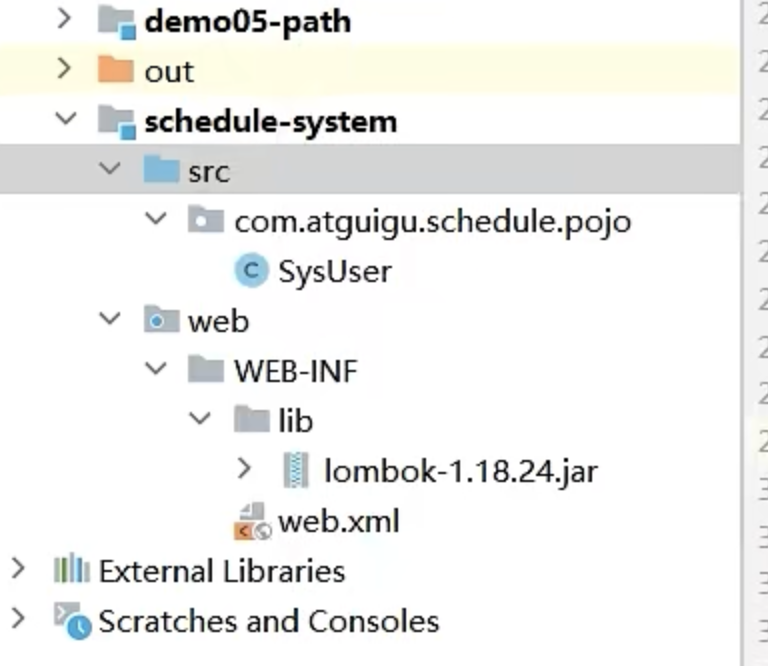 demo05-path
out
schedule-system
src
com.atguigu.schedule.pojo
C SysUser
web
WEB-INF
lib
lombok-1.18.24.jar
web.xml
External Libraries
Scratches and Consoles